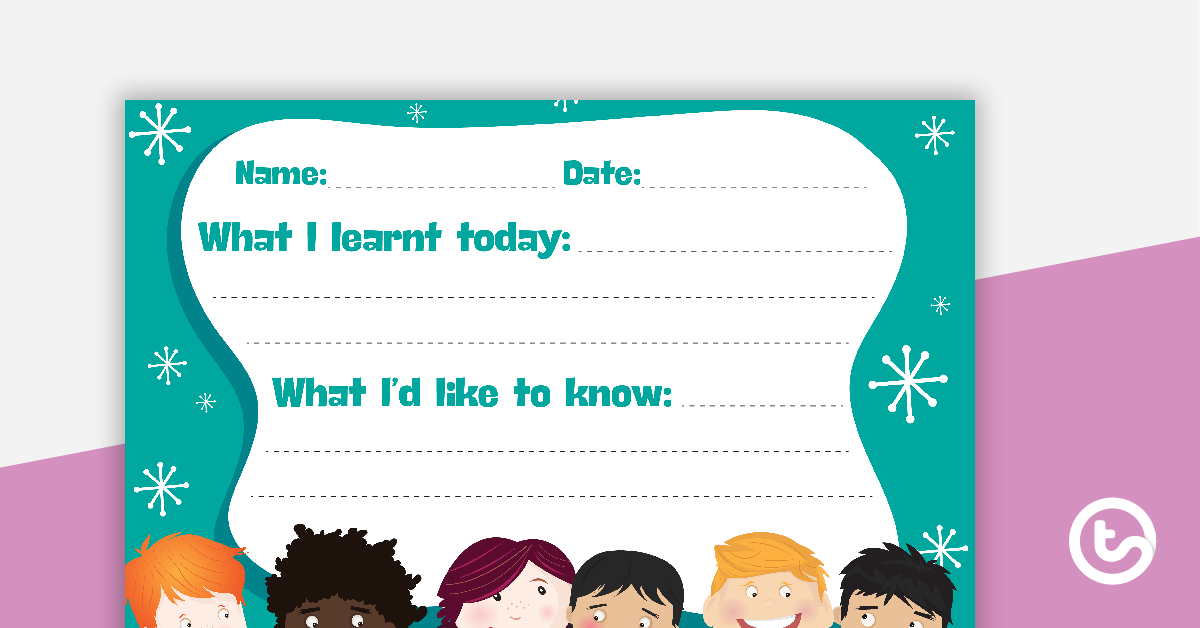 Name: Date:
What I learnt today:
What I'd like to know:
t